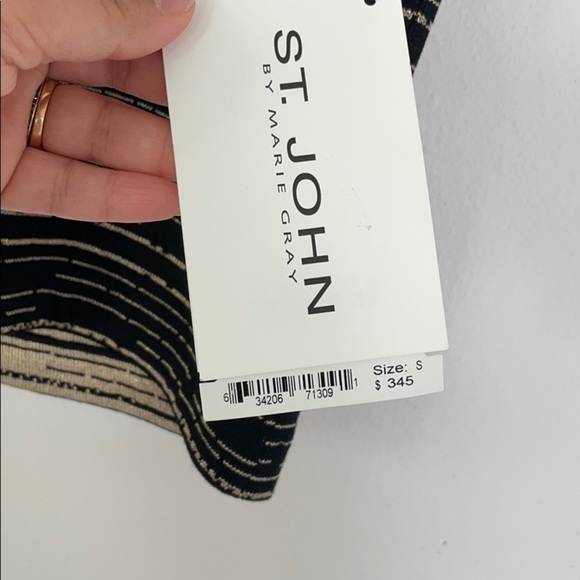 ST. JOHN
BY MARIE GRAY
6 34206 71309 1
Size: S
$ 345